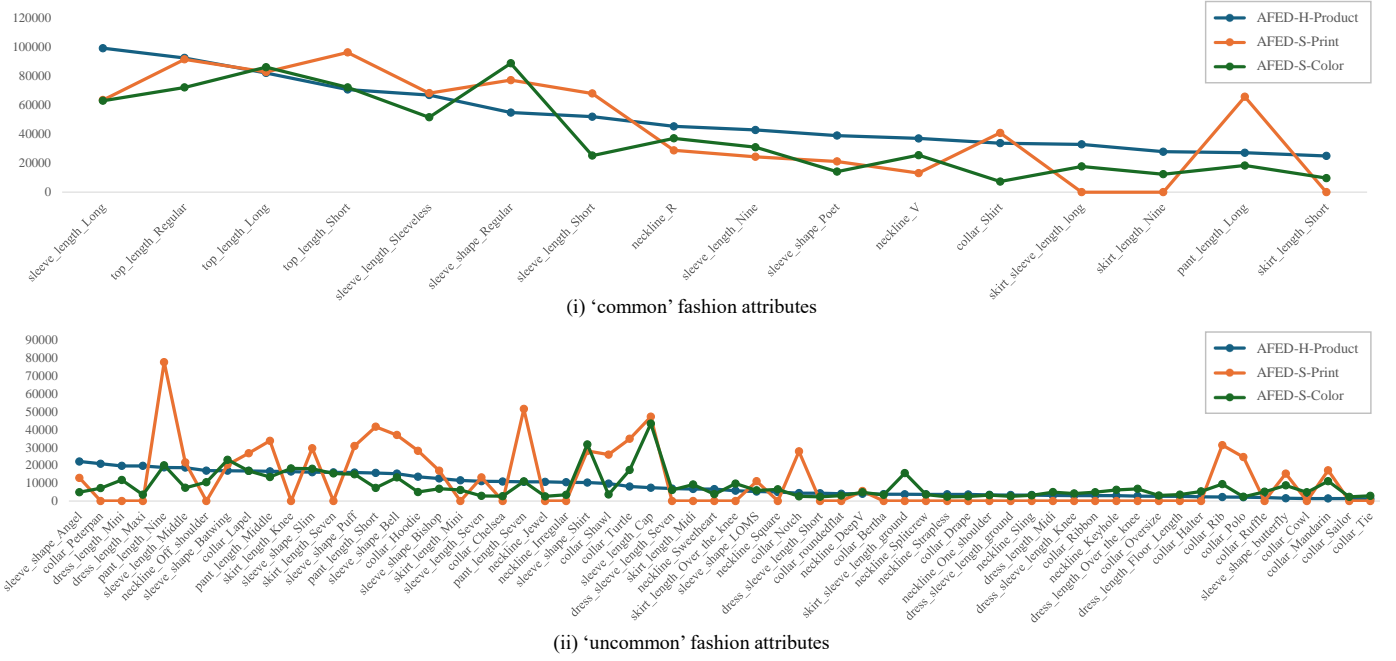 120000
100000
80000
60000
40000
20000
0
AFED-H-Product
AFED-S-Print
AFED-S-Color
sleeve_length_Long
top_length_Regular
top_length_Long
top_length_Short
sleeve_length_Sleeveless
sleeve_shape_Regular
sleeve_length_Short
neckline_R
sleeve_length_Nine
sleeve_shape_Poet
neckline_V
collar_Shirt
skirt_sleeve_length_long
skirt_length_Nine
pant_length_Long
skirt_length_Short
(i) ‘common’ fashion attributes
90000
80000
70000
60000
50000
40000
30000
20000
10000
0
AFED-H-Product
AFED-S-Print
AFED-S-Color
sleeve_shape_Angel
collar_Peterpan
dress_length_Mini
dress_length_Maxi
pant_length_Nine
sleeve_length_Middle
neckline_Off_shoulder
sleeve_shape_Batwing
collar_Lapet
pant_length_Middle
skirt_length_Knee
sleeve_shape_Slit
skirt_length_Seven
sleeve_shape_Puff
pant_length_Short
sleeve_shape_Bell
collar_Hoodie
sleeve_shape_Bishop
skirt_length_Mini
sleeve_length_Seven
collar_Chelsea
pant_length_Seven
neckline_Jewel
neckline_Irregular
sleeve_shape_Shirt
collar_Shawl
collar_Turtle
sleeve_length_Cap
dress_sleeve_length_Seven
skirt_length_Midi
neckline_Sweetheart
skirt_length_Over_the_knee
sleeve_shape_LOMS
neckline_Square
collar_Notch
dress_sleeve_length_Short
collar_roundedflat
neckline_DeepV
collar_Bertha
skirt_sleeve_length_ground
neckline_Splitcrew
neckline_Strapless
collar_Drape
neckline_One_shoulder
dress_sleeve_length_ground
neckline_Sling
dress_length_Midi
dress_sleeve_length_Knee
collar_Ribbon
neckline_Keyhole
dress_length_Over_the_knee
collar_Oversize
dress_length_Floor_Length
collar_Halter
collar_Rib
collar_Polo
collar_Ruffle
sleeve_shape_butterfly
collar_Cowl
collar_Mandarin
collar_Sailor
collar_Tie
(ii) 'uncommon’ fashion attributes